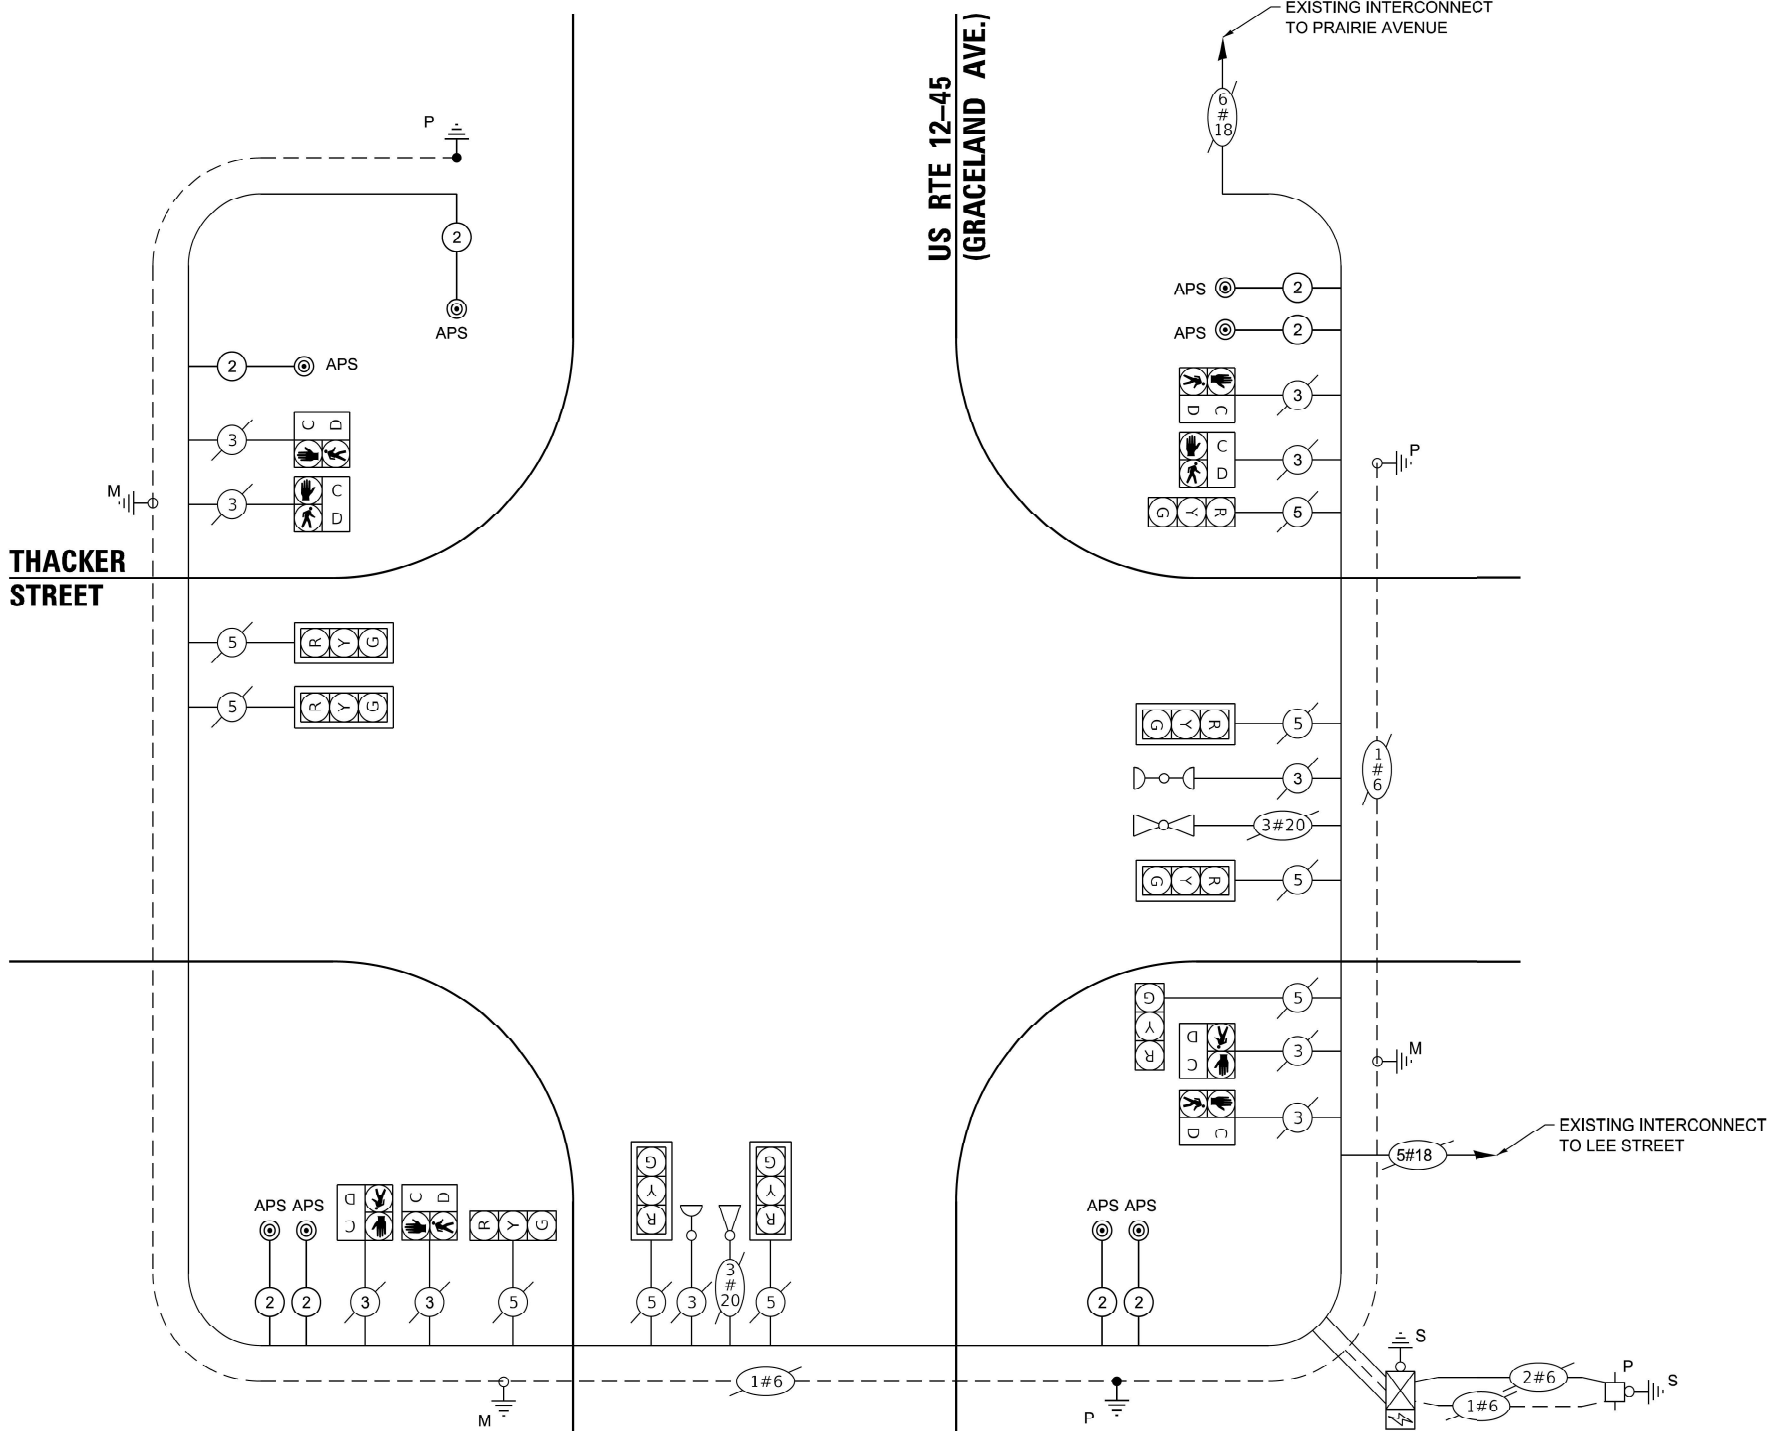 EXISTING INTERCONNECT
TO PRAIRIE AVENUE
US RTE 12–45
(GRACELAND AVE.)
6
#
18
P
2
APS
APS 2
APS 2
2 APS
3 C D
3 C
D
M
D C 3
C
D 3
P
G Y R 5
THACKER
STREET
5 R Y G
5 R Y G
G Y R 5
1
#
6
3
3#20
G Y R 5
G
Y
R
5
D
C
3
M
D C 3
EXISTING INTERCONNECT
TO LEE STREET
5#18
APS APS
D
C
C D
R Y G
G
Y
R
G
Y
R
APS APS
2 2 3 3 5
5 3
3
#
20
5
2 2
1#6
M
P
S
P
2#6
S
1#6